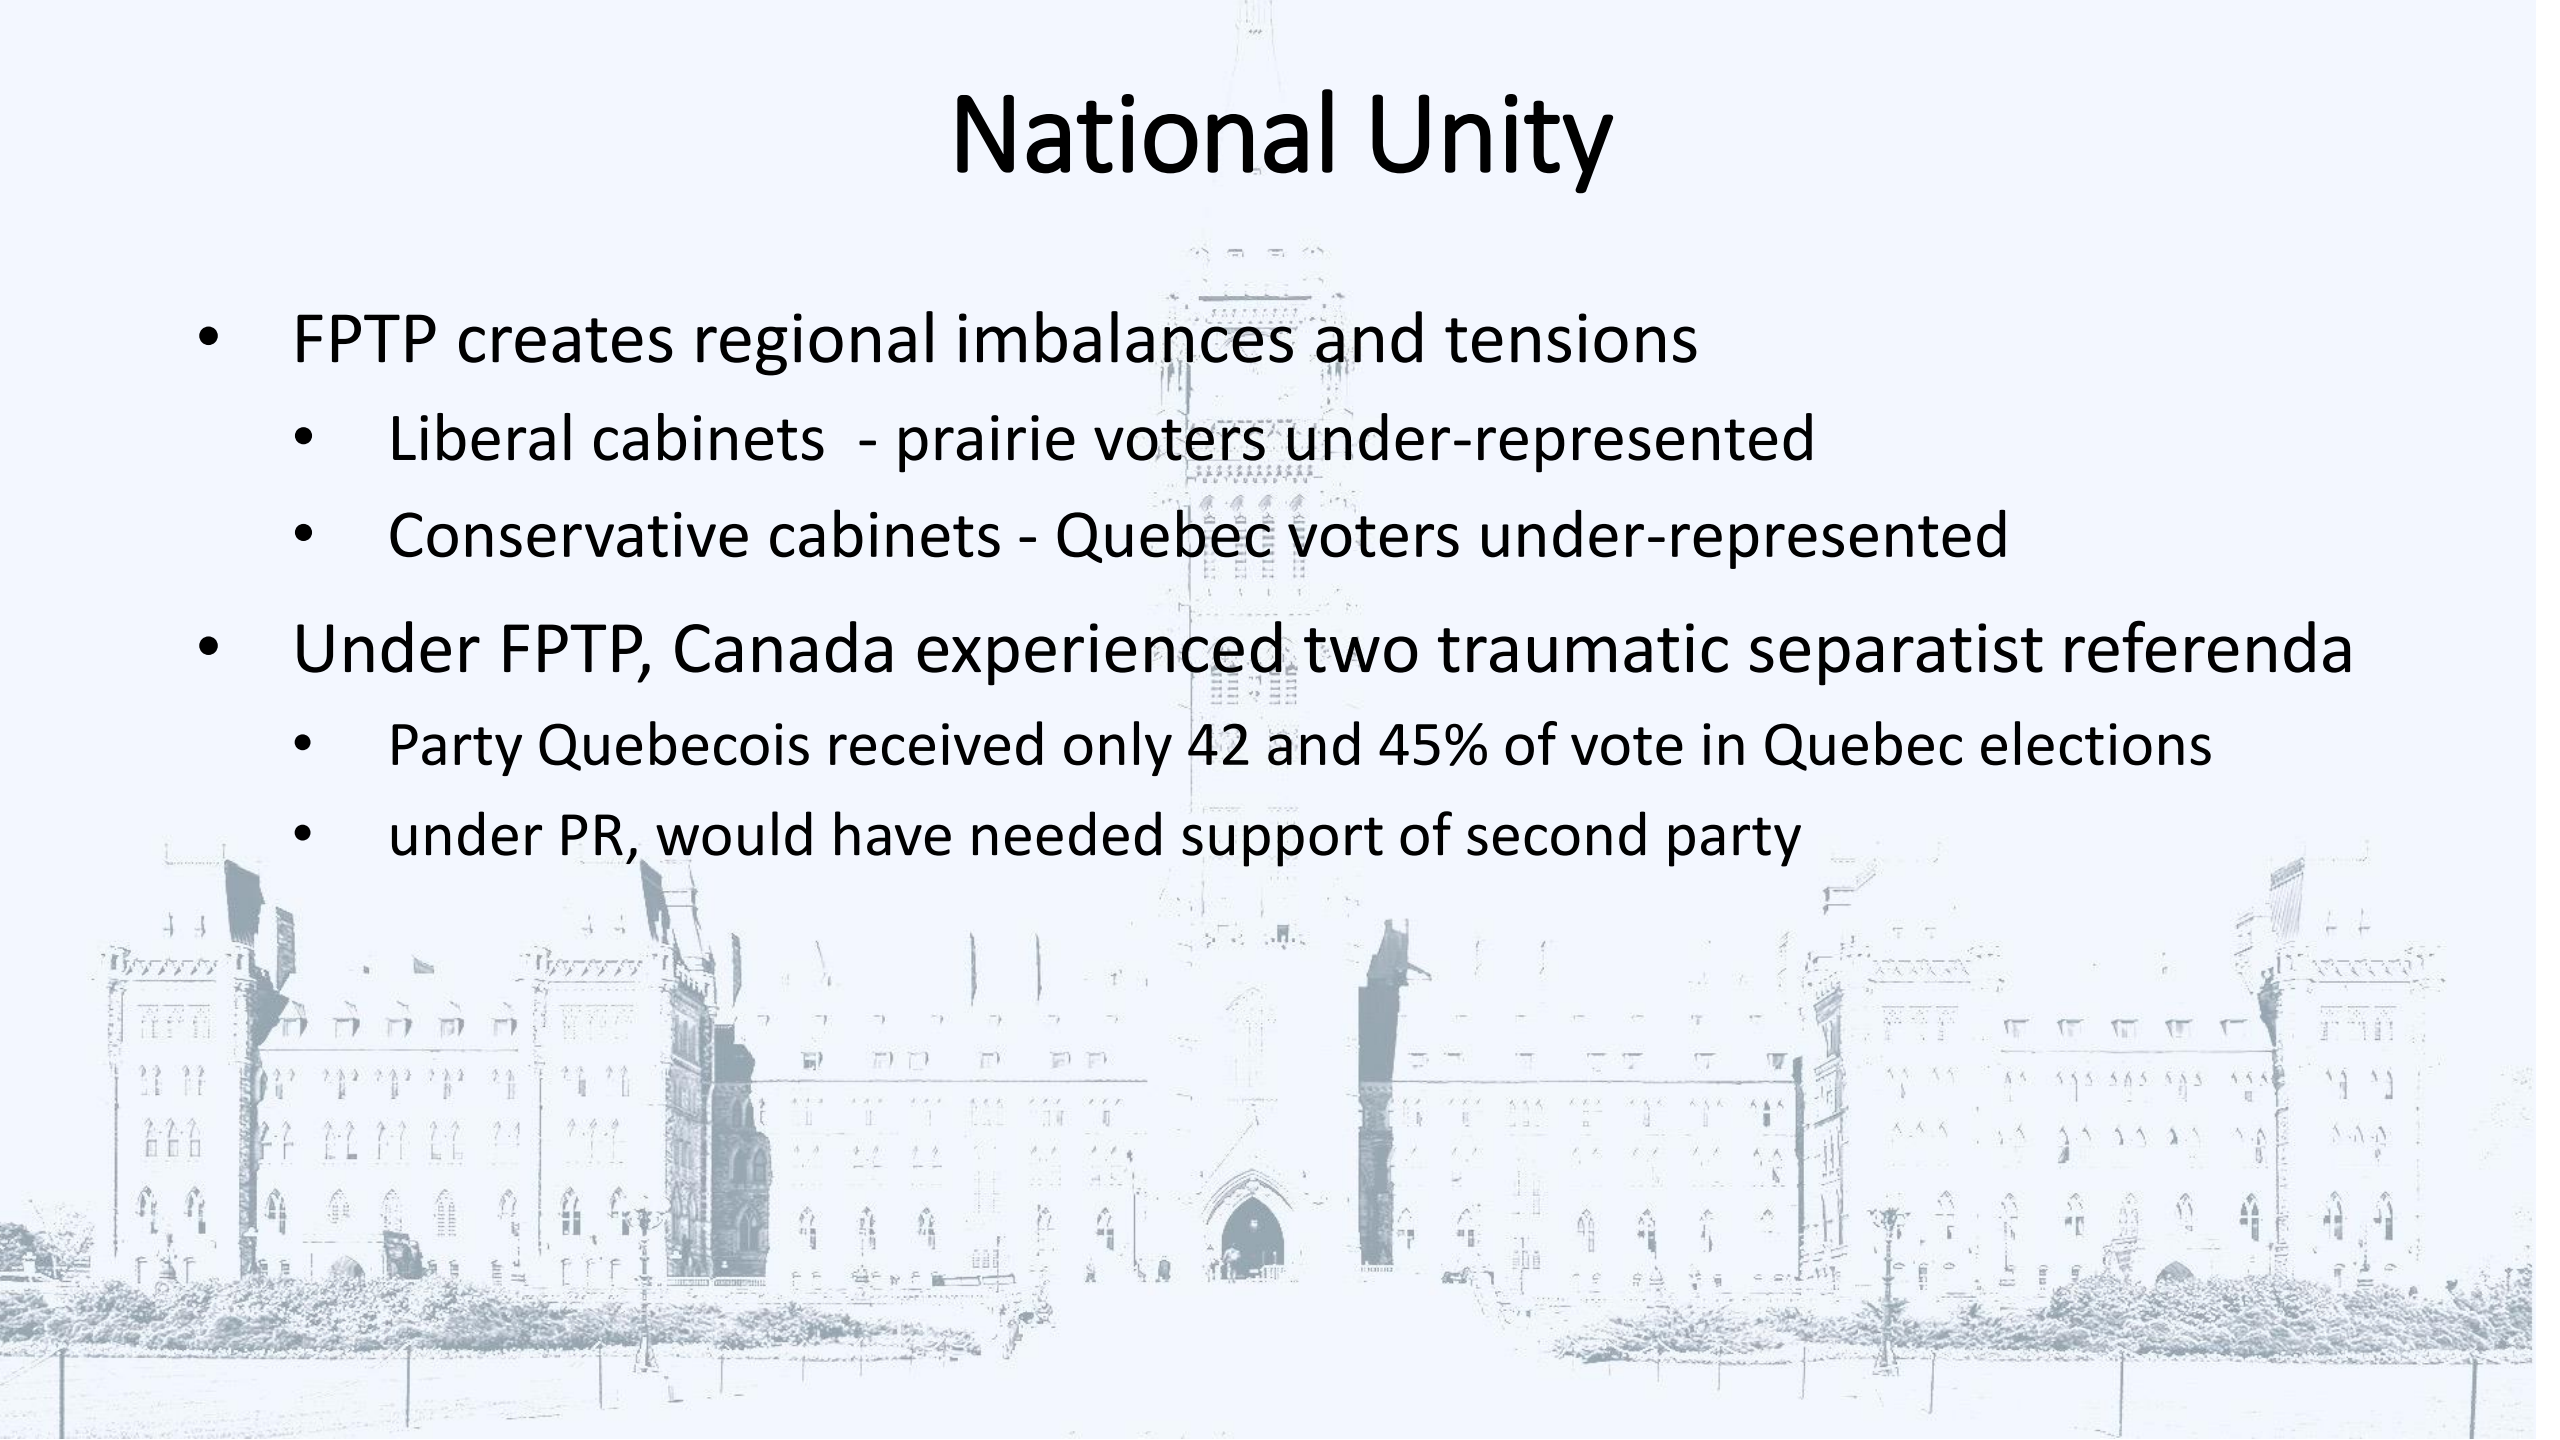 National Unity
• FPTP creates regional imbalances and tensions
• Liberal cabinets  - prairie voters under-represented
• Conservative cabinets - Quebec voters under-represented
• Under FPTP, Canada experienced two traumatic separatist referenda
• Party Quebecois received only 42 and 45% of vote in Quebec elections
• under PR, would have needed support of second party